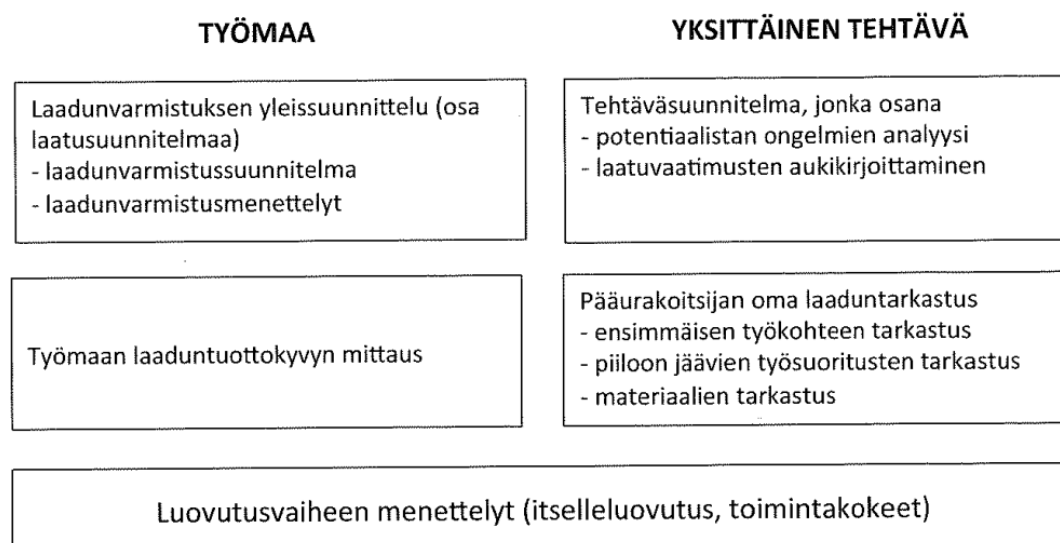 TYÖMAA
YKSITTÄINEN TEHTÄVÄ
Laadunvarmistuksen yleissuunnittelu (osa
laatusuunnitelmaa)
- laadunvarmistussuunnitelma
- laadunvarmistusmenettelyt
Tehtäväsuunnitelma, jonka osana
- potentiaalistan ongelmien analyysi
- laatuvaatimusten aukikirjoittaminen
Työmaan laaduntuottokyvyn mittaus
Pääurakoitsijan oma laaduntarkastus
- ensimmäisen työkohteen tarkastus
- piiloon jäävien työsuoritusten tarkastus
- materiaalien tarkastus
Luovutusvaiheen menettelyt (itselleluovutus, toimintakokeet)